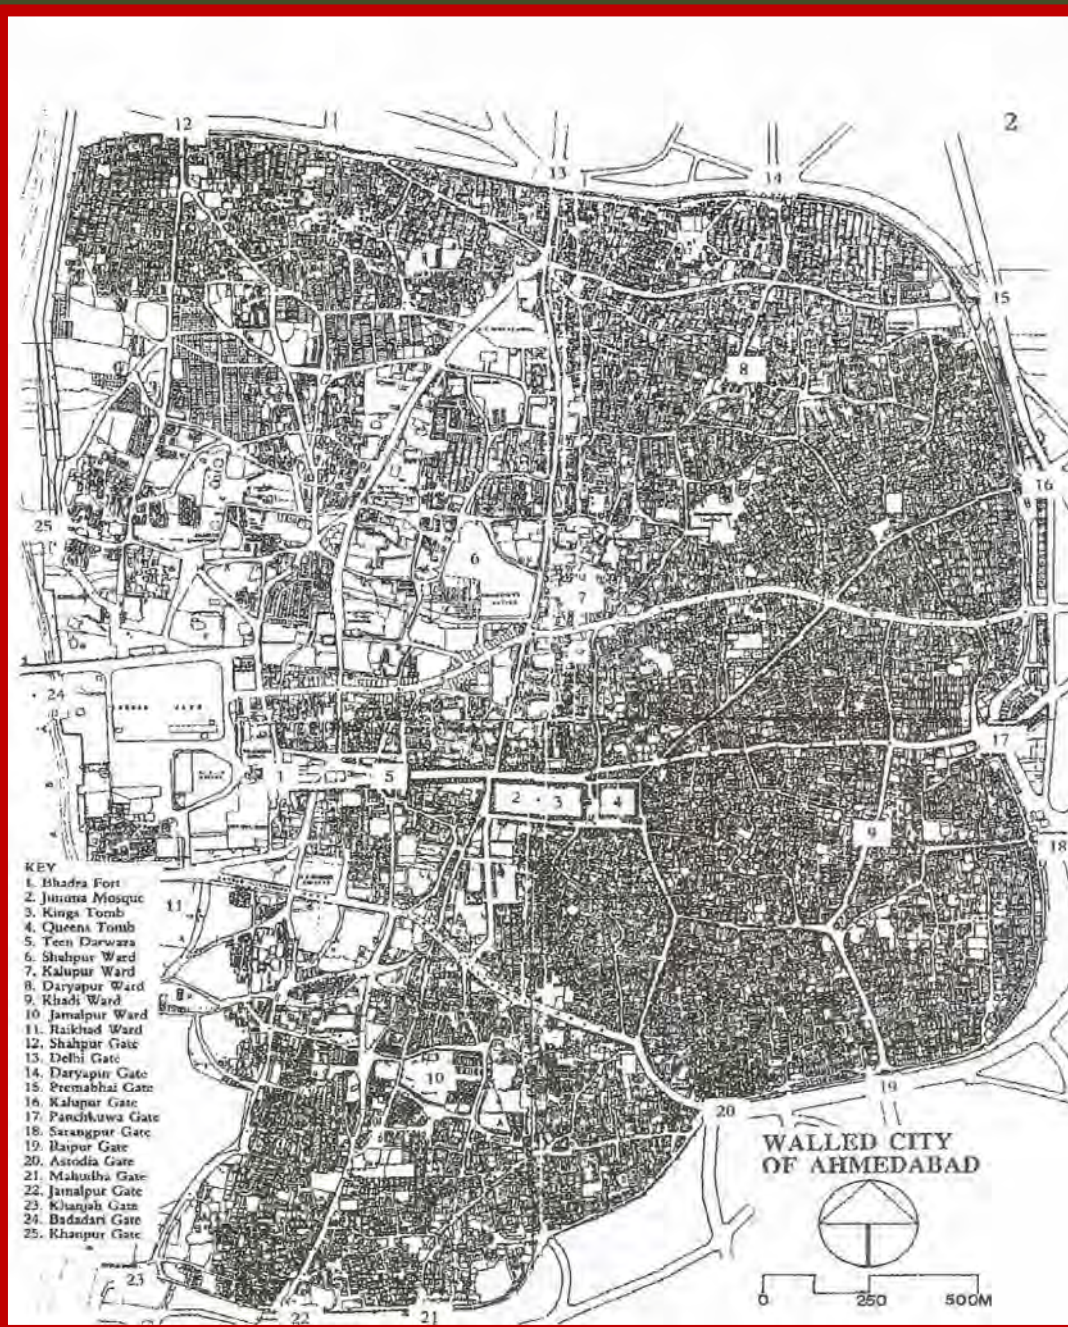 2
12
13
14
15
8
16
25
6
7
24
17
1
5
2 • 3
4
9
18
11
10
19
20
23
22
21
KEY
1. Bhadra Fort
2. Jumma Mosque
3. Kings Tomb
4. Queens Tomb
5. Teen Darwaza
6. Shahpur Ward
7. Kalupur Ward
8. Daryapur Ward
9. Khadi Ward
10 Jamalpur Ward
11. Raikhad Ward
12. Shahpur Gate
13. Delhi Gate
14. Daryapur Gate
15. Premabhai Gate
16. Kalupur Gate
17. Panchkuwa Gate
18. Sarangpur Gate
19. Raipur Gate
20. Astodia Gate
21. Mahudha Gate
22. Jamalpur Gate
23. Khanjah Gate
24. Badadari Gate
25. Khanpur Gate
WALLED CITY
OF AHMEDABAD
0 250 500M